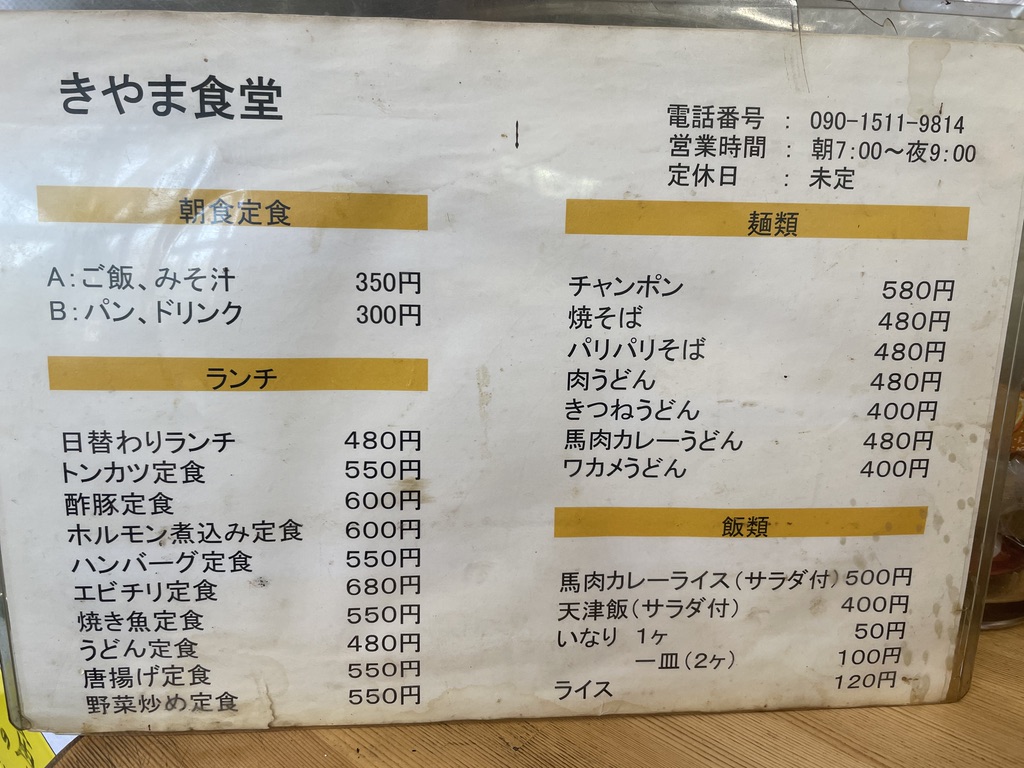 きやま食堂
電話番号 : 090-1511-9814
営業時間 : 朝7:00～夜9:00
定休日 : 未定
朝食定食
A:ご飯、みそ汁 350円
B:パン、ドリンク 300円
ランチ
日替わりランチ 480円
トンカツ定食 550円
酢豚定食 600円
ホルモン煮込み定食 600円
ハンバーグ定食 550円
エビチリ定食 680円
焼き魚定食 550円
うどん定食 480円
唐揚げ定食 550円
野菜炒め定食 550円
麺類
チャンポン 580円
焼そば 480円
パリパリそば 480円
肉うどん 480円
きつねうどん 400円
馬肉カレーうどん 480円
ワカメうどん 400円
飯類
馬肉カレーライス(サラダ付) 500円
天津飯(サラダ付) 400円
いなり 1ヶ 50円
一皿(2ヶ) 100円
ライス 120円